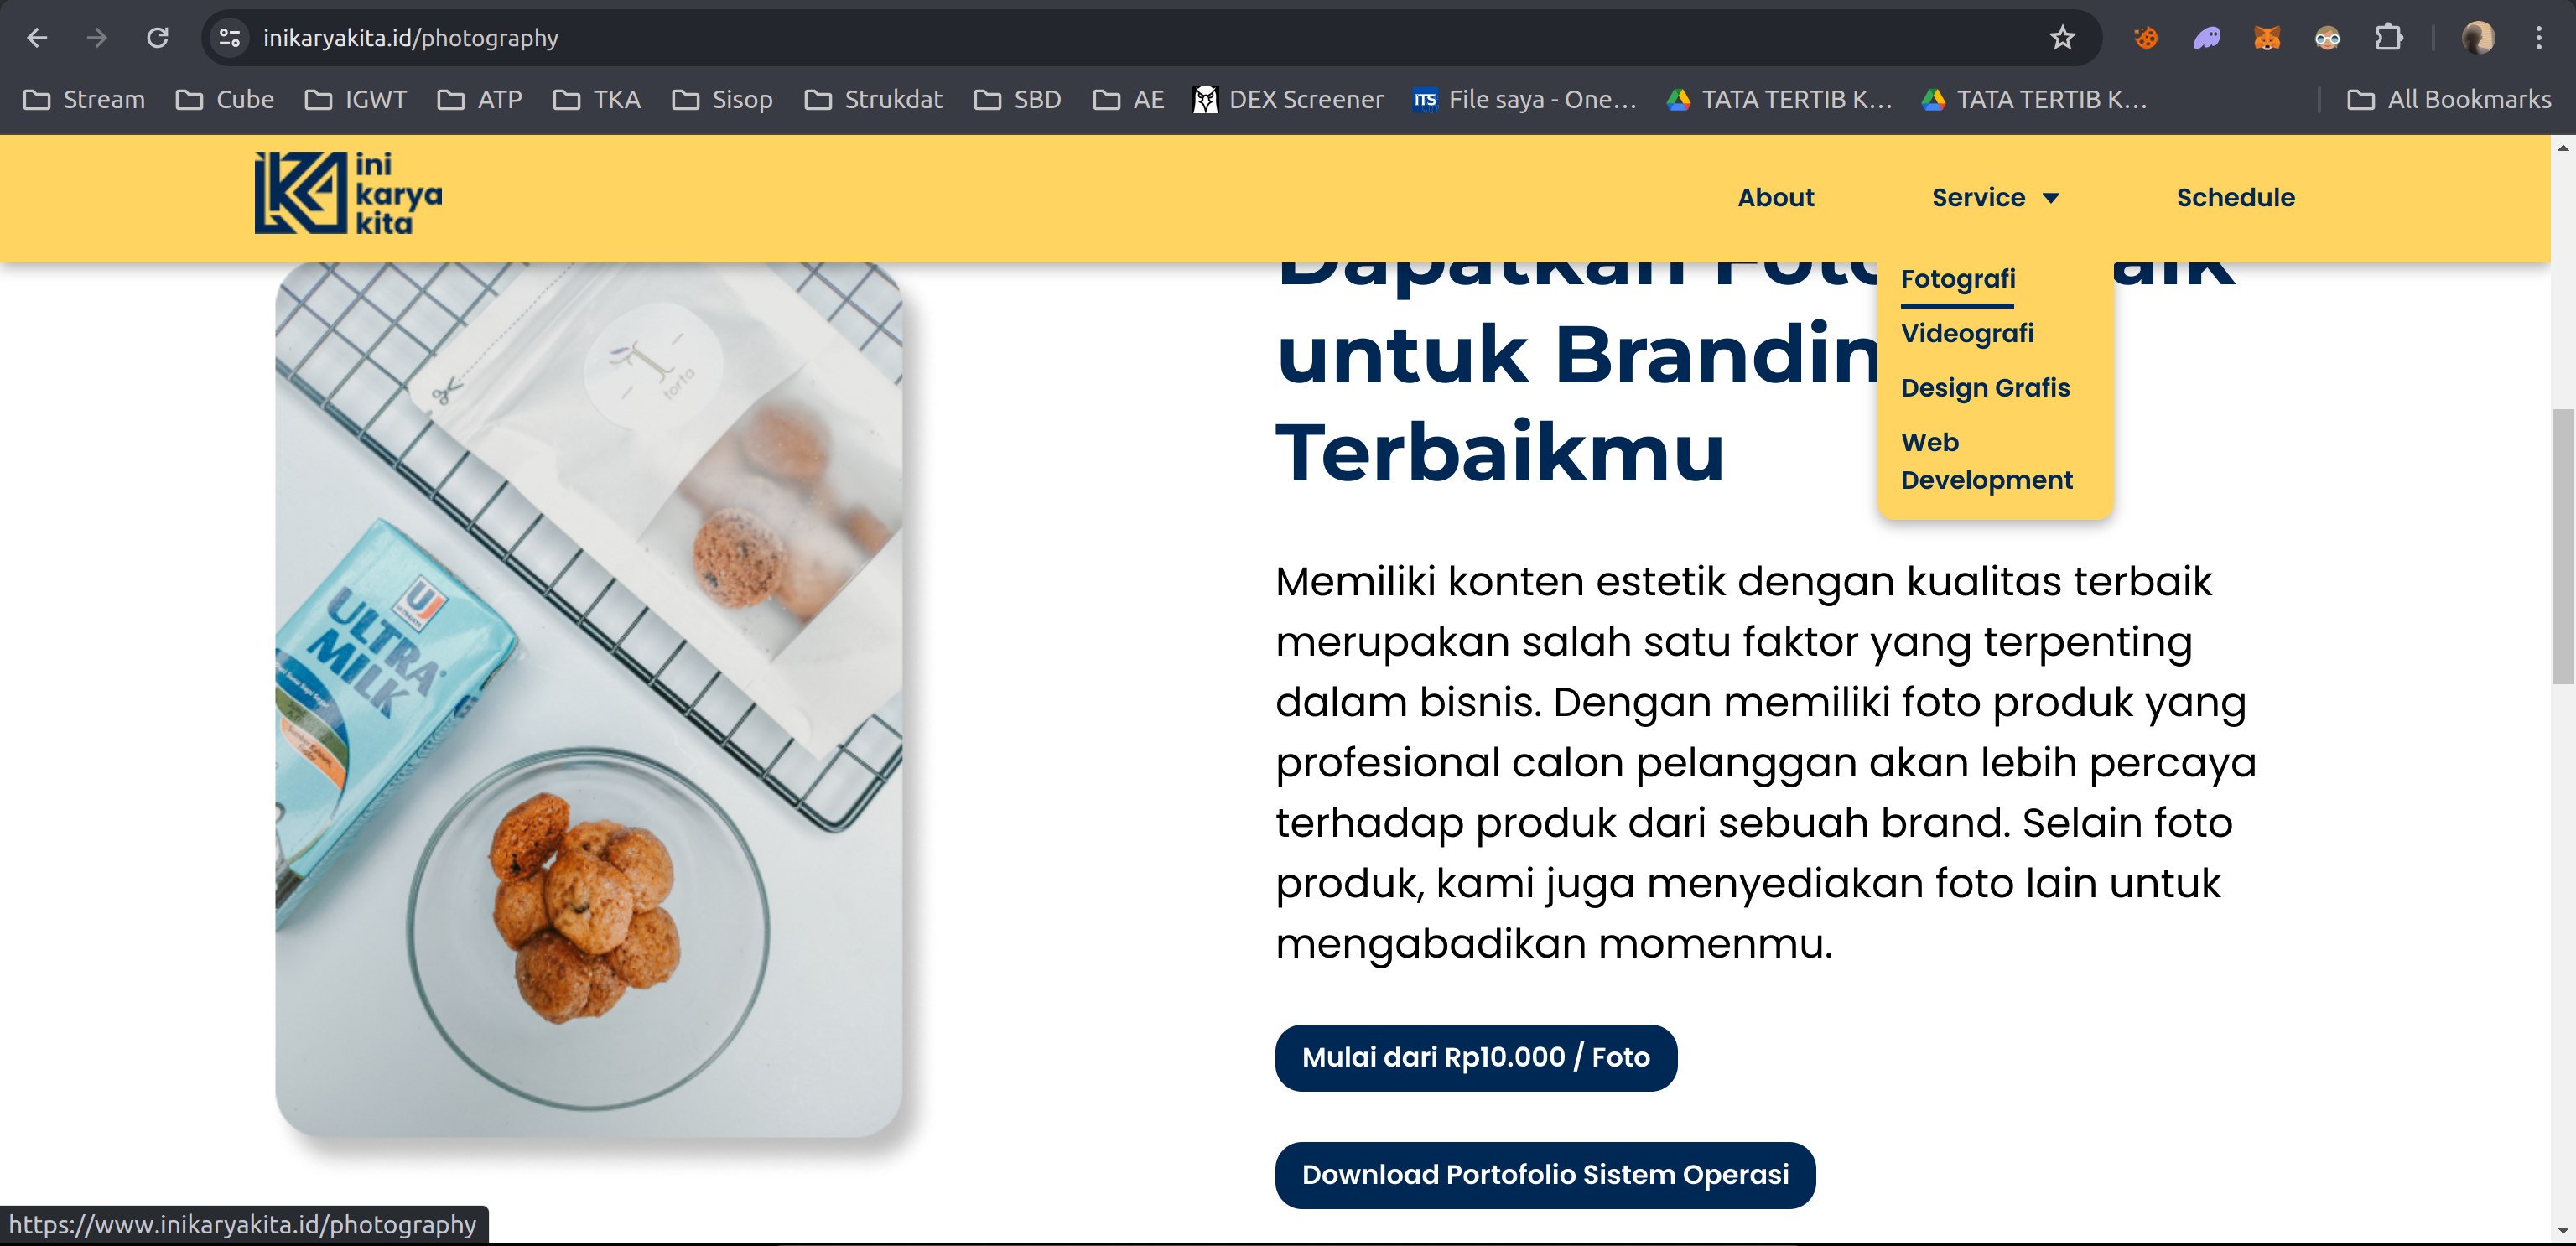 inikaryakita.id/photography
Stream Cube IGWT ATP TKA Sisop Strukdat SBD AE DEX Screener ITS File saya - One... TATA TERTIB K... TATA TERTIB K... All Bookmarks
ini
karya
kita
About Service Schedule
Fotografi
Videografi
Design Grafis
Web
Development
Dapatkan Foto aik
untuk Brandin
Terbaikmu
Memiliki konten estetik dengan kualitas terbaik
merupakan salah satu faktor yang terpenting
dalam bisnis. Dengan memiliki foto produk yang
profesional calon pelanggan akan lebih percaya
terhadap produk dari sebuah brand. Selain foto
produk, kami juga menyediakan foto lain untuk
mengabadikan momenmu.
Mulai dari Rp10.000 / Foto
Download Portofolio Sistem Operasi
torta
U
ULTRA
MILK
https://www.inikaryakita.id/photography